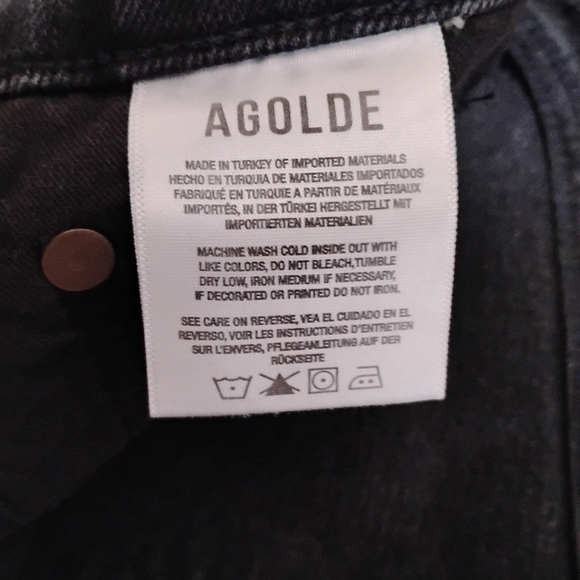 AGOLDE
MADE IN TURKEY OF IMPORTED MATERIALS
HECHO EN TURQUIA DE MATERIALES IMPORTADOS
FABRIQUÉ EN TURQUIE A PARTIR DE MATÉRIAUX
IMPORTÉS, IN DER TÜRKEI HERGESTELLT MIT
IMPORTIERTEN MATERIALIEN
MACHINE WASH COLD INSIDE OUT WITH
LIKE COLORS, DO NOT BLEACH,TUMBLE
DRY LOW, IRON MEDIUM IF NECESSARY,
IF DECORATED OR PRINTED DO NOT IRON.
SEE CARE ON REVERSE, VEA EL CUIDADO EN EL
REVERSO, VOIR LES INSTRUCTIONS D'ENTRETIEN
SUR L'ENVERS, PFLEGEANLEITUNG AUF DER
RÜCKSEITE